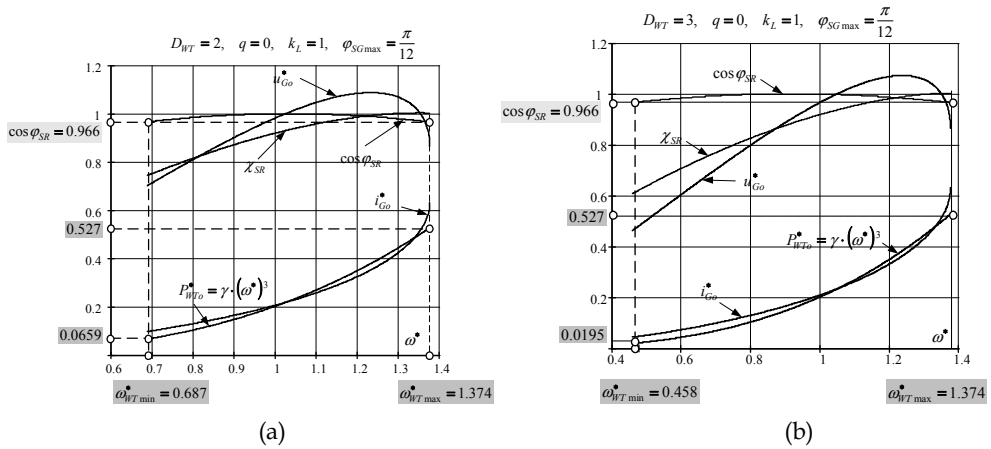 D_WT = 2, q = 0, k_L = 1, φ_SG max = π/12
1.2
1
0.8
0.6
0.4
0.2
cos φ_SR = 0.966
0.527
0.0659
u*_Go
χ_SR
cos φ_SR
i*_Go
P*_WTo = γ·(ω*)³
ω*
0.6 0.7 0.8 0.9 1 1.1 1.2 1.3 1.4
ω*_WT min = 0.687
ω*_WT max = 1.374
(a)
D_WT = 3, q = 0, k_L = 1, φ_SG max = π/12
1.2
1
0.8
0.6
0.4
0.2
cos φ_SR = 0.966
0.527
0.0195
cos φ_SR
χ_SR
u*_Go
P*_WTo = γ·(ω*)³
i*_Go
ω*
0.4 0.6 0.8 1 1.2 1.4
ω*_WT min = 0.458
ω*_WT max = 1.374
(b)